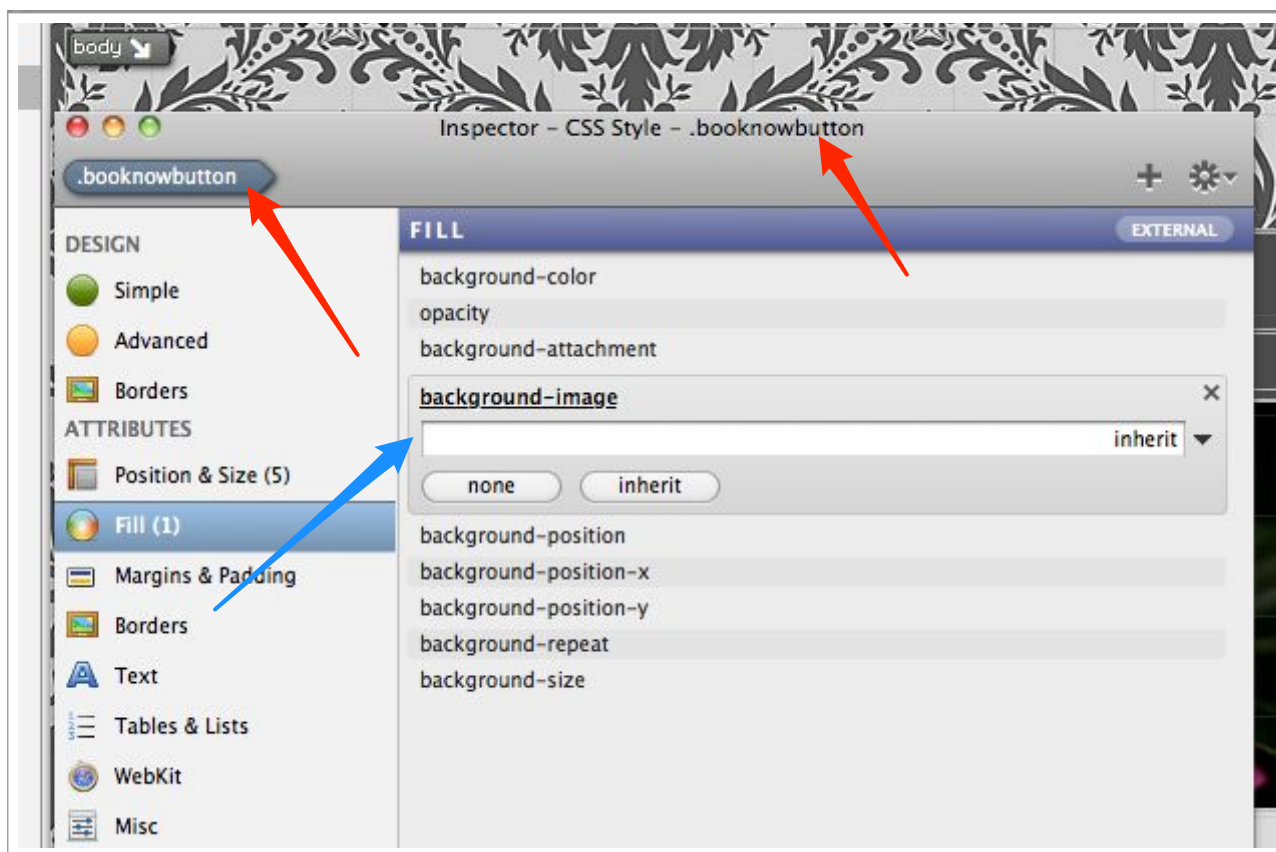 body
Inspector – CSS Style – .booknowbutton
.booknowbutton
DESIGN
Simple
Advanced
Borders
ATTRIBUTES
Position & Size (5)
Fill (1)
Margins & Padding
Borders
Text
Tables & Lists
WebKit
Misc
FILL EXTERNAL
background-color
opacity
background-attachment
background-image
inherit
none inherit
background-position
background-position-x
background-position-y
background-repeat
background-size